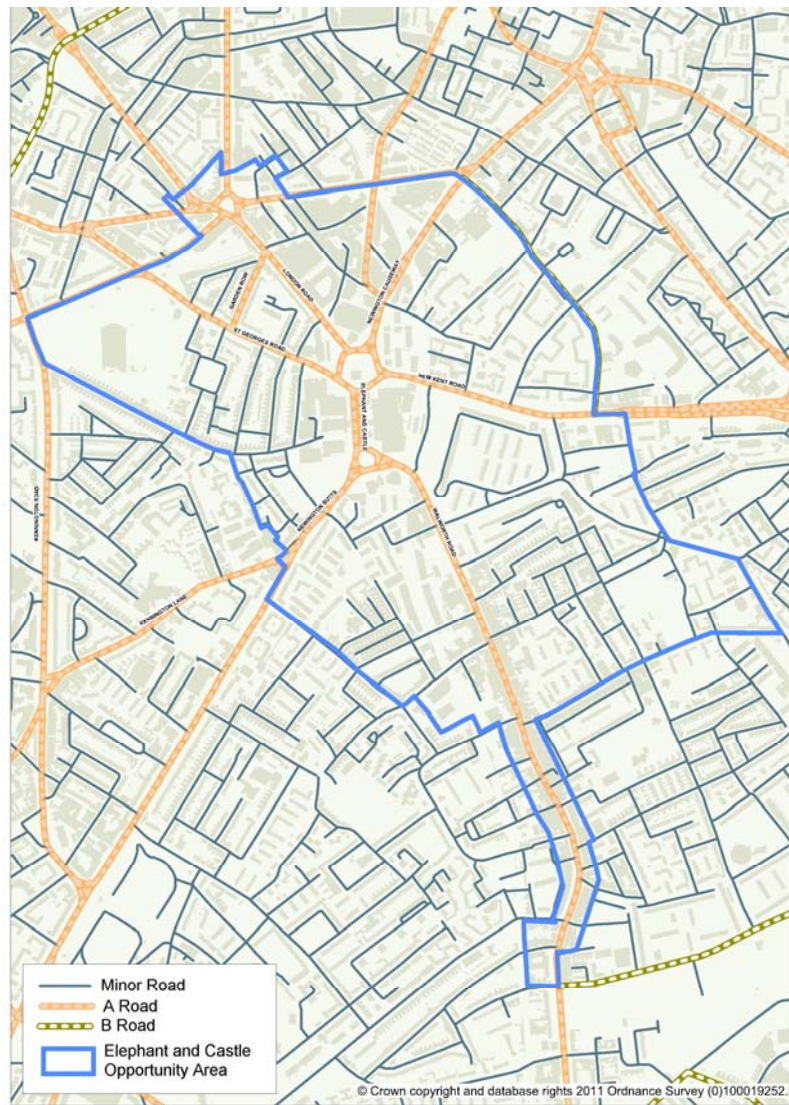 GARDEN ROW
LONDON ROAD
NEWINGTON CAUSEWAY
ST GEORGES ROAD
NEW KENT ROAD
ELEPHANT AND CASTLE
KENNINGTON ROAD
NEWINGTON BUTTS
WALWORTH ROAD
KENNINGTON LANE
Minor Road
A Road
B Road
Elephant and Castle
Opportunity Area
© Crown copyright and database rights 2011 Ordnance Survey (0)100019252.